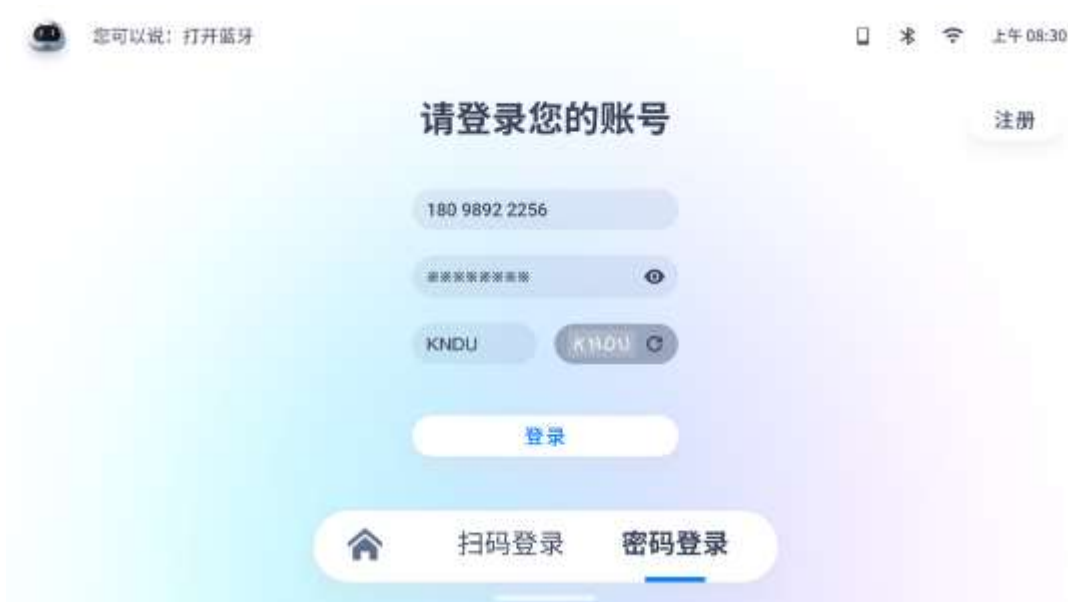 您可以说：打开蓝牙
上午 08:30
请登录您的账号
注册
180 9892 2256
********
KNDU
KNDU
登录
扫码登录
密码登录